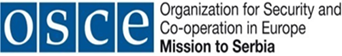 osce Organization for Security and
Co-operation in Europe
Mission to Serbia